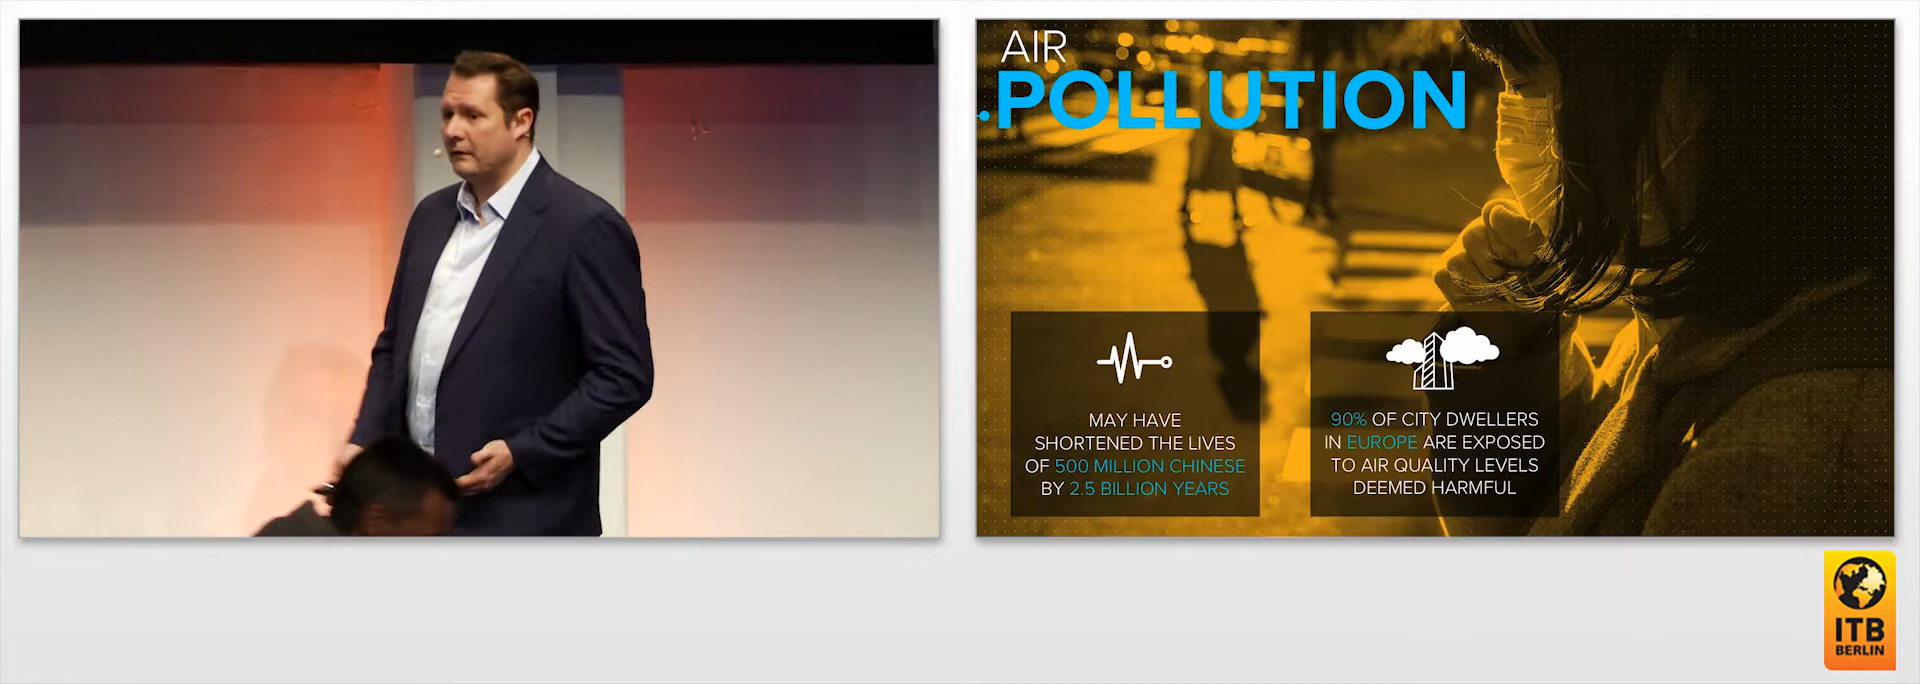 AIR
POLLUTION
MAY HAVE
SHORTENED THE LIVES
OF 500 MILLION CHINESE
BY 2.5 BILLION YEARS
90% OF CITY DWELLERS
IN EUROPE ARE EXPOSED
TO AIR QUALITY LEVELS
DEEMED HARMFUL
ITB
BERLIN